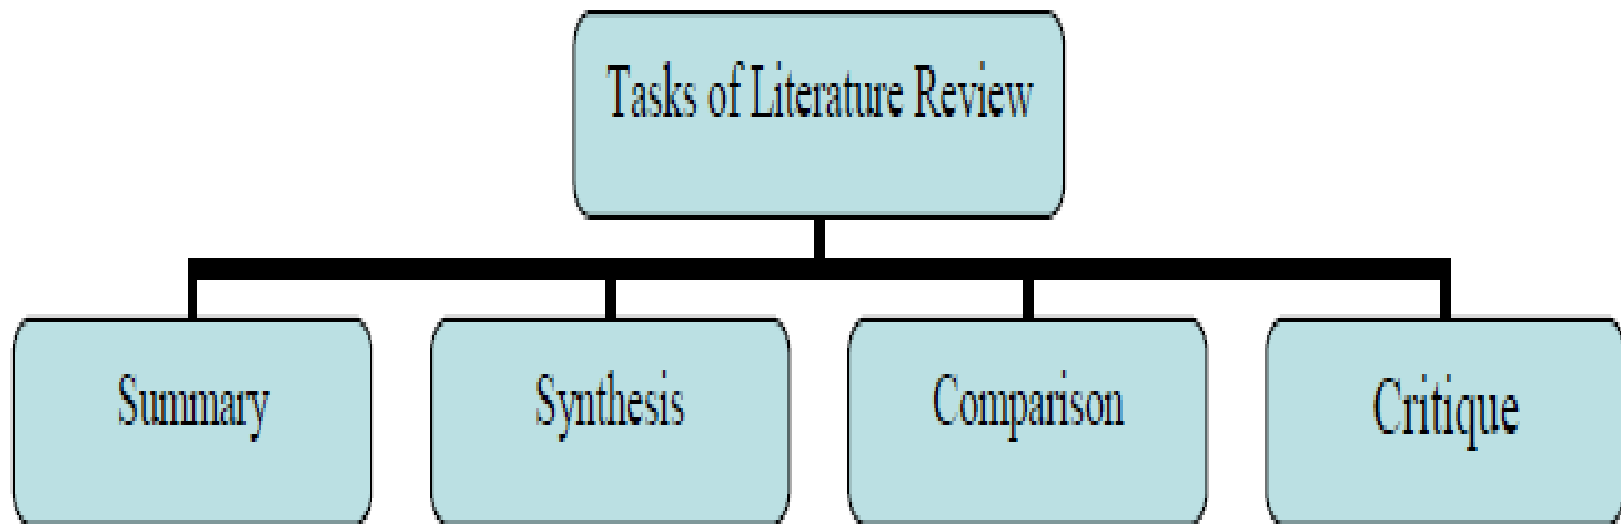 Tasks of Literature Review
Summary
Synthesis
Comparison
Critique